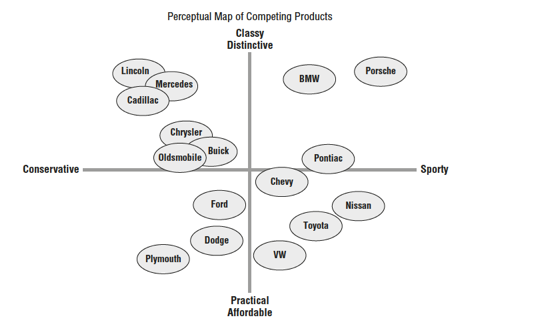 Perceptual Map of Competing Products
Classy
Distinctive
Lincoln
Mercedes
Cadillac
BMW
Porsche
Chrysler
Buick
Oldsmobile
Pontiac
Conservative
Sporty
Chevy
Ford
Nissan
Toyota
Dodge
VW
Plymouth
Practical
Affordable